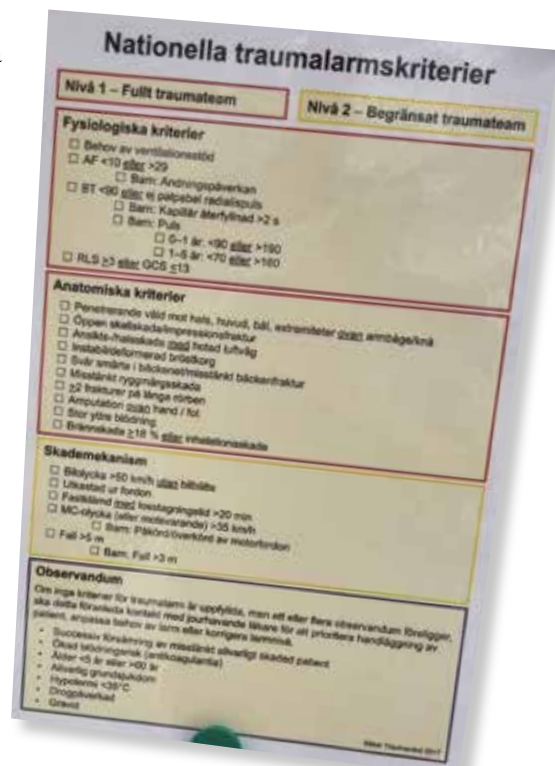 Nationella traumalarmskriterier
Nivå 1 – Fullt traumateam
Nivå 2 – Begränsat traumateam
Fysiologiska kriterier
☐ Behov av ventilationsstöd
☐ AF <10 eller >29
☐ Barn: Andningspåverkan
☐ BT <90 eller ej palpabel radialispuls
☐ Barn: Kapillär återfyllnad >2 s
☐ Barn: Puls
☐ 0–1 år: <90 eller >190
☐ 1–5 år: <70 eller >160
☐ RLS ≥3 eller GCS ≤13
Anatomiska kriterier
☐ Penetrerande våld mot hals, huvud, bål, extremiteter ovan armbåge/knä
☐ Öppen skallskada/impressionsfraktur
☐ Ansikts-/halsskada med hotad luftväg
☐ Instabil/deformerad bröstkorg
☐ Svår smärta i bäckenet/misstänkt bäckenfraktur
☐ Misstänkt ryggmärgsskada
☐ ≥2 frakturer på långa rörben
☐ Amputation ovan hand / fot
☐ Stor yttre blödning
☐ Brännskada ≥18 % eller inhalationsskada
Skademekanism
☐ Bilolycka >50 km/h utan bilbälte
☐ Utkastad ur fordon
☐ Fastklämd med losstagningstid >20 min
☐ MC-olycka (eller motsvarande) >35 km/h
☐ Barn: Påkörd/överkörd av motorfordon
☐ Fall >5 m
☐ Barn: Fall >3 m
Observandum
Om inga kriterier för traumalarm är uppfyllda, men ett eller flera observandum föreligger,
ska detta föranleda kontakt med jourhavande läkare för att prioritera handläggning av
patient, anpassa behov av larm eller korrigera larmnivå.
• Successiv försämring av misstänkt allvarligt skadad patient
• Ökad blödningsrisk (antikoagulantia)
• Ålder <5 år eller >60 år
• Allvarlig grundsjukdom
• Hypotermi <35°C
• Drogpåverkad
• Gravid
Säker Traumavård 2017